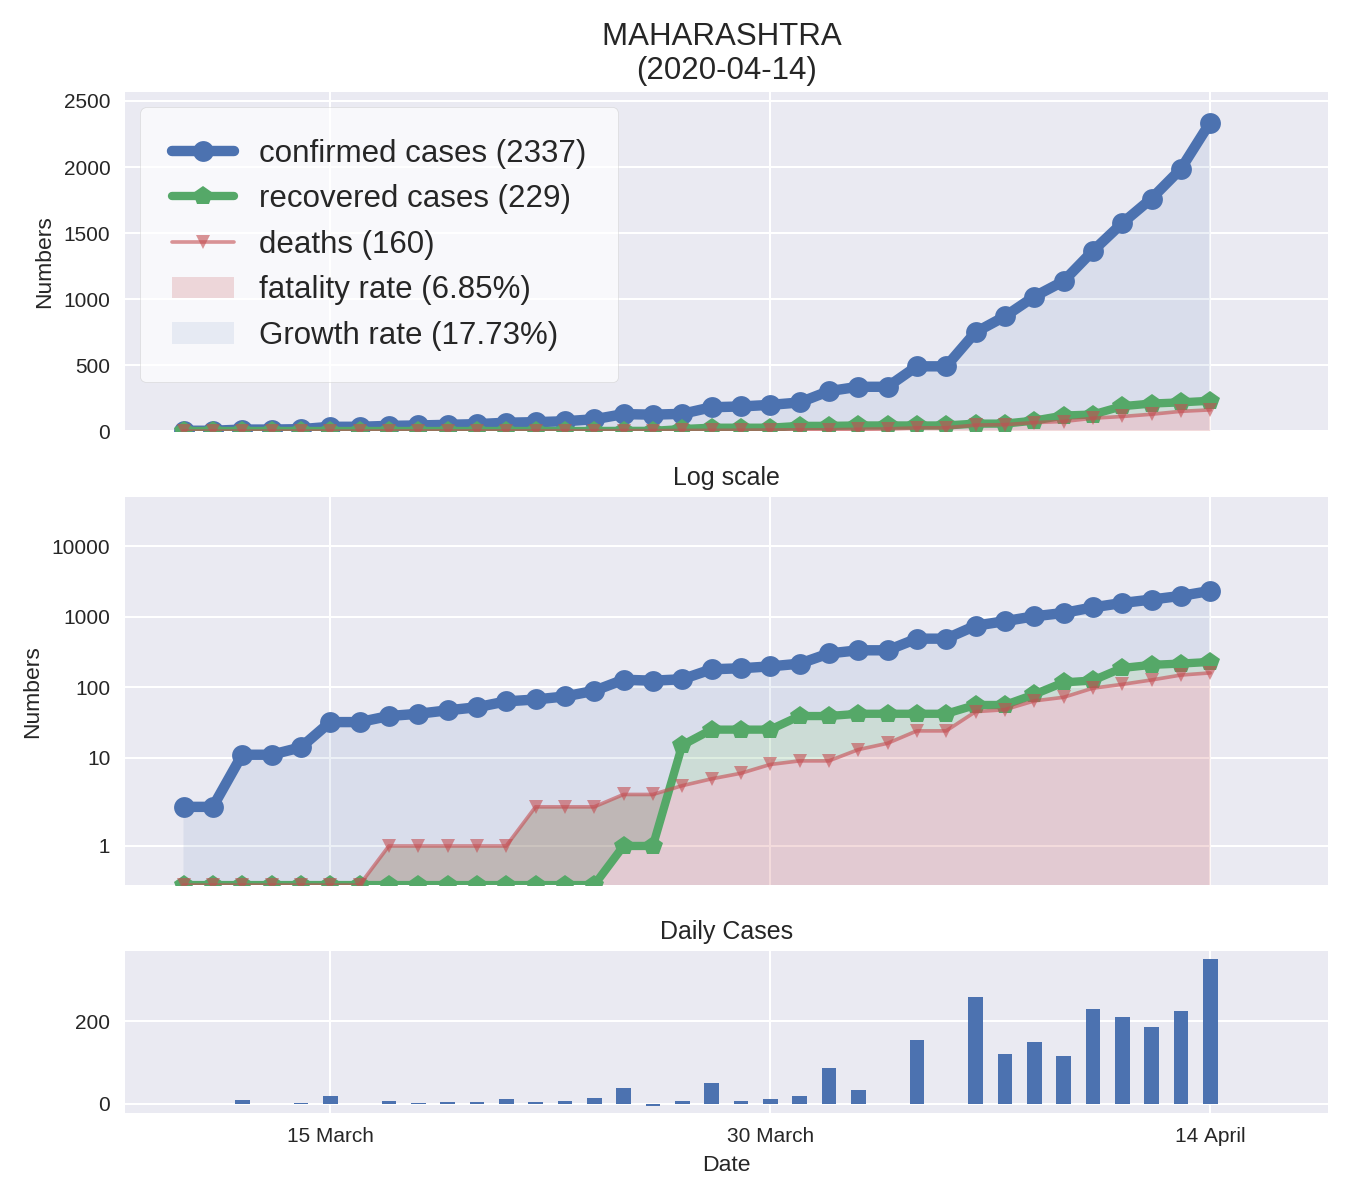 MAHARASHTRA
(2020-04-14)
2500
2000
1500
1000
500
0
Numbers
confirmed cases (2337)
recovered cases (229)
deaths (160)
fatality rate (6.85%)
Growth rate (17.73%)
Log scale
10000
1000
100
10
1
Numbers
Daily Cases
200
0
15 March 30 March 14 April
Date